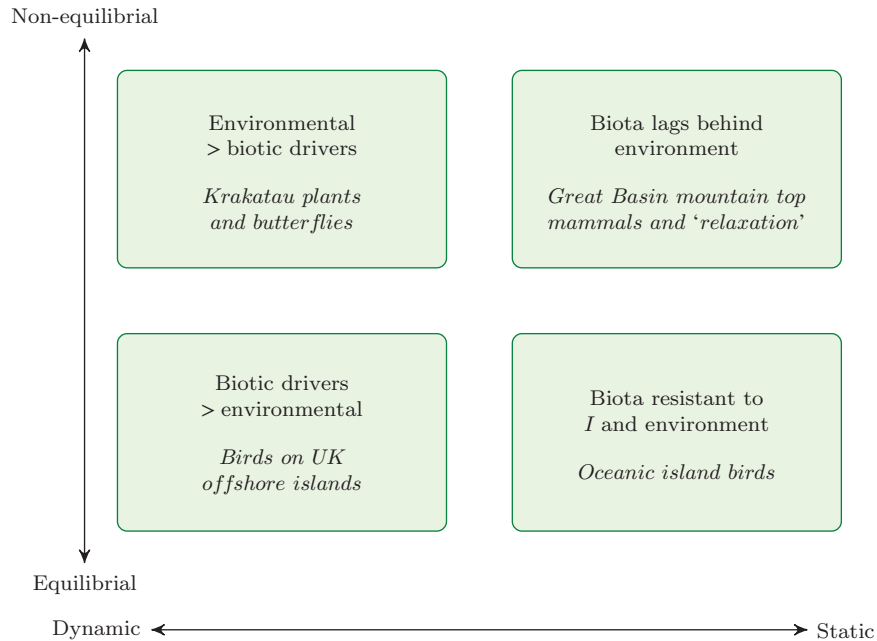 Non-equilibrial
Environmental
> biotic drivers
Krakatau plants
and butterflies
Biota lags behind
environment
Great Basin mountain top
mammals and ‘relaxation’
Biotic drivers
> environmental
Birds on UK
offshore islands
Biota resistant to
I and environment
Oceanic island birds
Equilibrial
Dynamic
Static